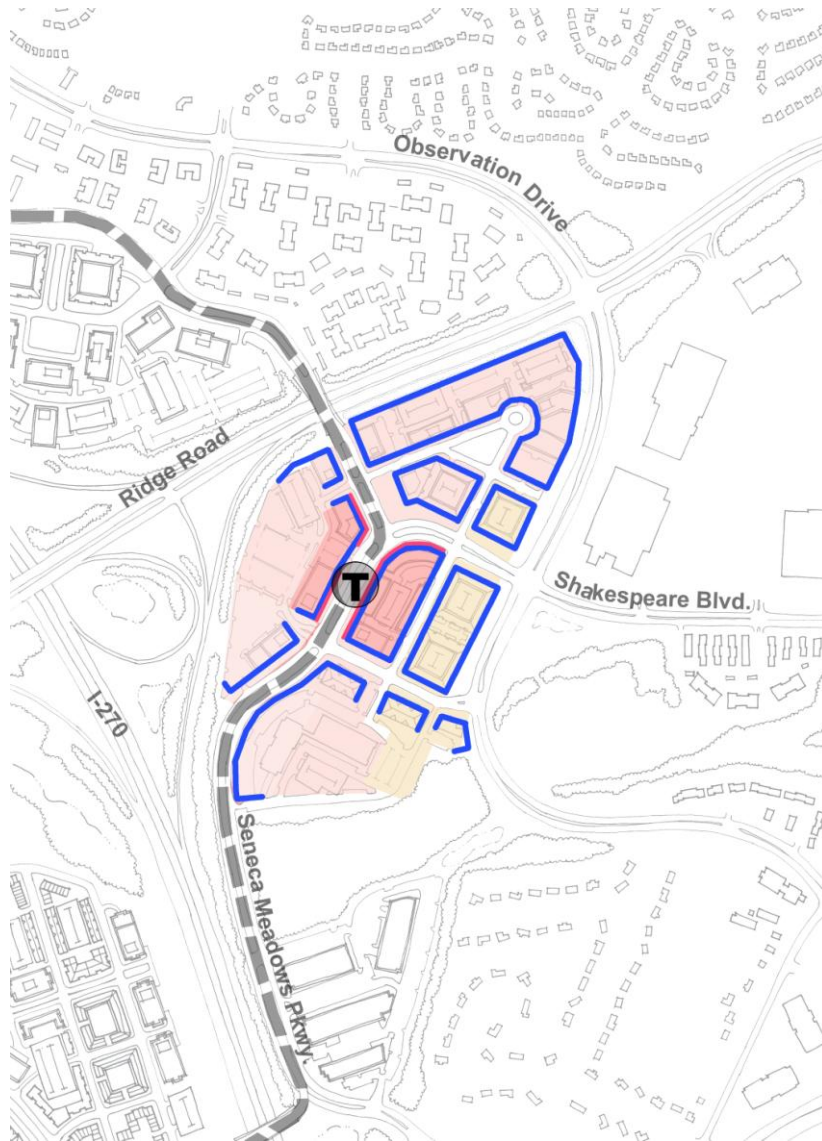 Observation Drive
Ridge Road
T
Shakespeare Blvd.
I-270
Seneca Meadows Pkwy.